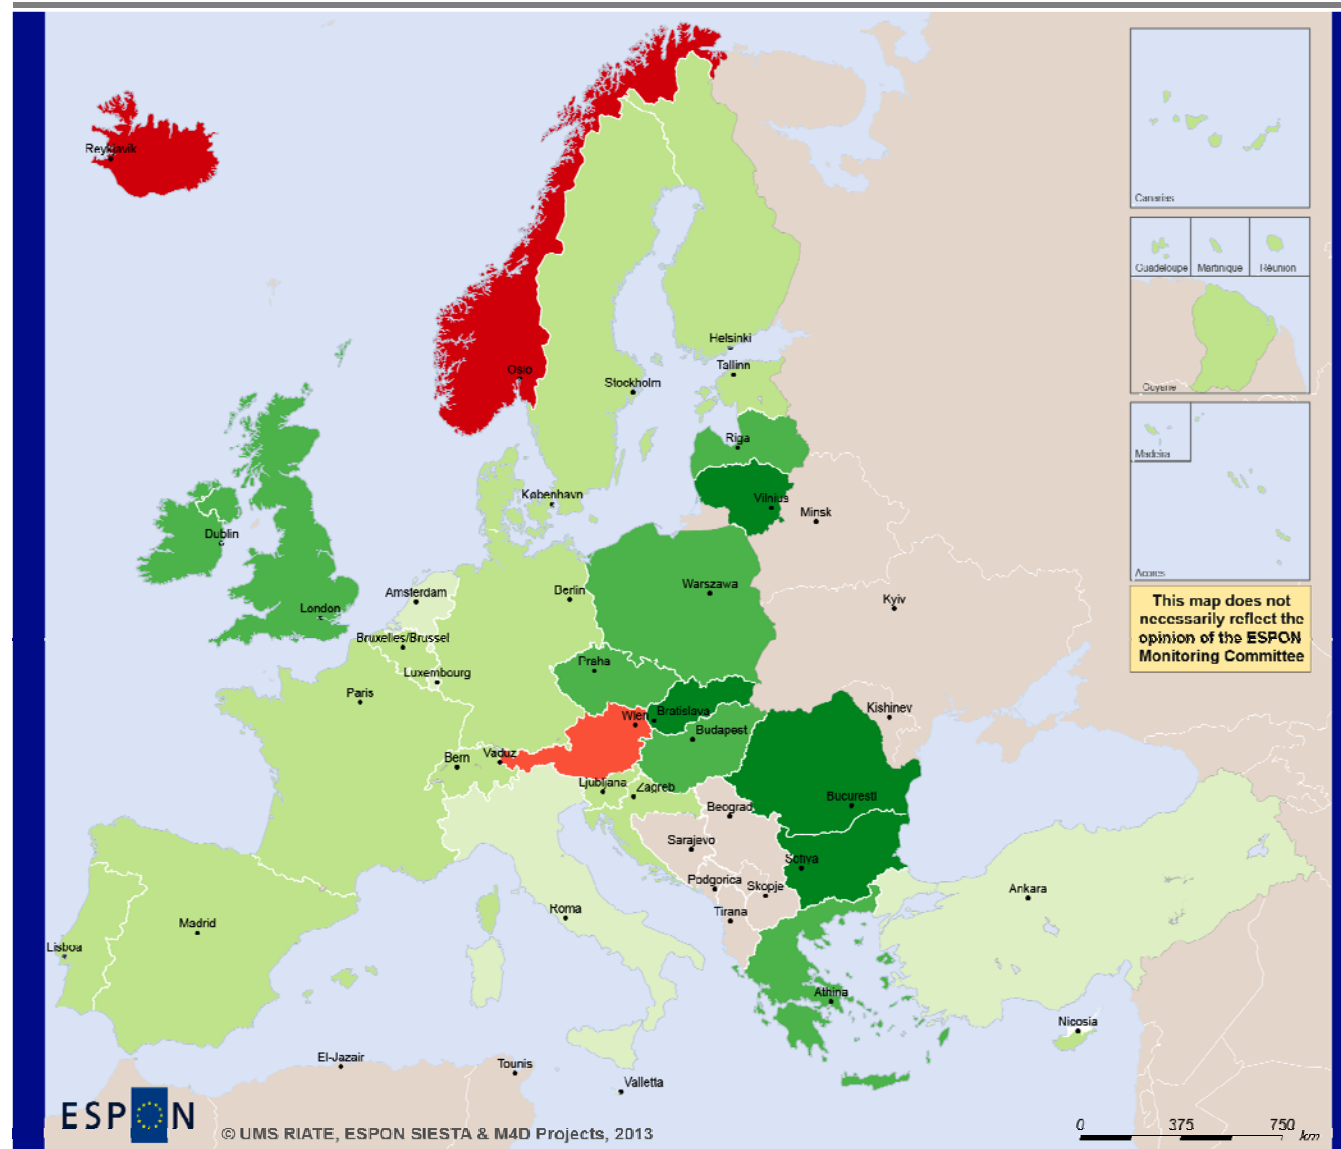 Reykjavik
Canarias
Guadeloupe
Martinique
Réunion
Helsinki
Tallinn
Oslo
Stockholm
Guyane
Riga
Madeira
København
Vilnius
Minsk
Dublin
Açores
Warszawa
Berlin
Amsterdam
Kyiv
London
This map does not
necessarily reflect the
opinion of the ESPON
Monitoring Committee
Bruxelles/Brussel
Praha
Luxembourg
Paris
Kishinev
Wien
Bratislava
Budapest
Vaduz
Bern
Ljubljana
Zagreb
Bucuresti
Beograd
Sarajevo
Podgorica
Skopje
Ankara
Roma
Tirana
Madrid
Lisboa
Athina
Nicosia
El-Jazair
Tounis
Valletta
ESPON
© UMS RIATE, ESPON SIESTA & M4D Projects, 2013
0 375 750
km